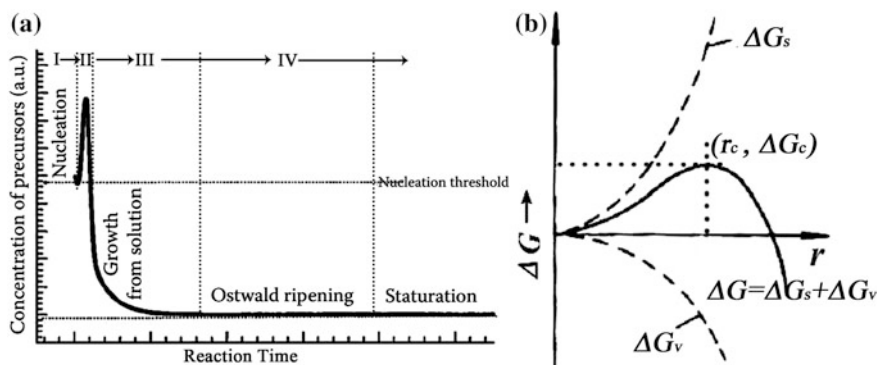 (a)
I II III IV
Concentration of precursors (a.u.)
Nucleation
Growth
from solution
Nucleation threshold
Ostwald ripening
Staturation
Reaction Time
(b)
ΔGs
(rc , ΔGc)
ΔG
r
ΔG=ΔGs+ΔGv
ΔGv